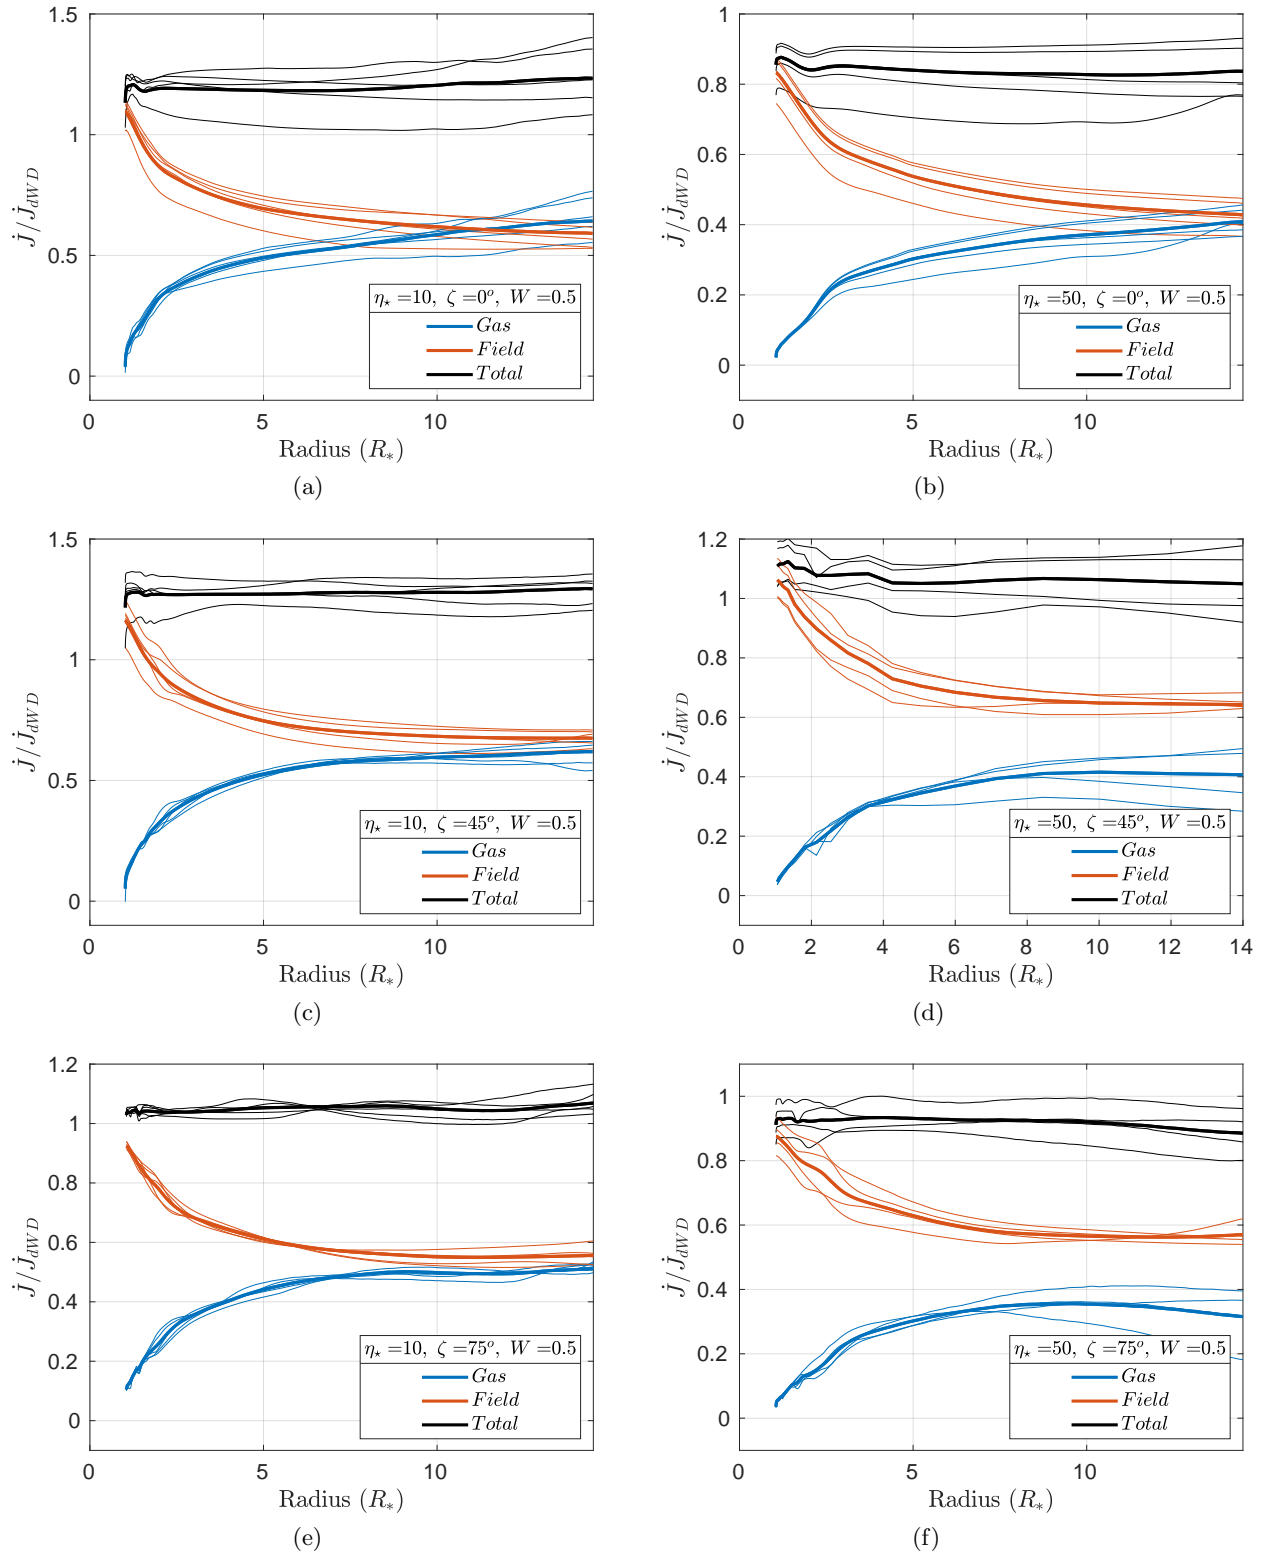 1.5
1
0.5
0
J̇/J̇_dWD
η⋆ =10, ζ =0°, W =0.5
Gas
Field
Total
0 5 10
Radius (R∗)
(a)
1
0.8
0.6
0.4
0.2
0
J̇/J̇_dWD
η⋆ =50, ζ =0°, W =0.5
Gas
Field
Total
0 5 10
Radius (R∗)
(b)
1.5
1
0.5
0
J̇/J̇_dWD
η⋆ =10, ζ =45°, W =0.5
Gas
Field
Total
0 5 10
Radius (R∗)
(c)
1.2
1
0.8
0.6
0.4
0.2
0
J̇/J̇_dWD
η⋆ =50, ζ =45°, W =0.5
Gas
Field
Total
0 2 4 6 8 10 12 14
Radius (R∗)
(d)
1.2
1
0.8
0.6
0.4
0.2
0
J̇/J̇_dWD
η⋆ =10, ζ =75°, W =0.5
Gas
Field
Total
0 5 10
Radius (R∗)
(e)
1
0.8
0.6
0.4
0.2
0
J̇/J̇_dWD
η⋆ =50, ζ =75°, W =0.5
Gas
Field
Total
0 5 10
Radius (R∗)
(f)